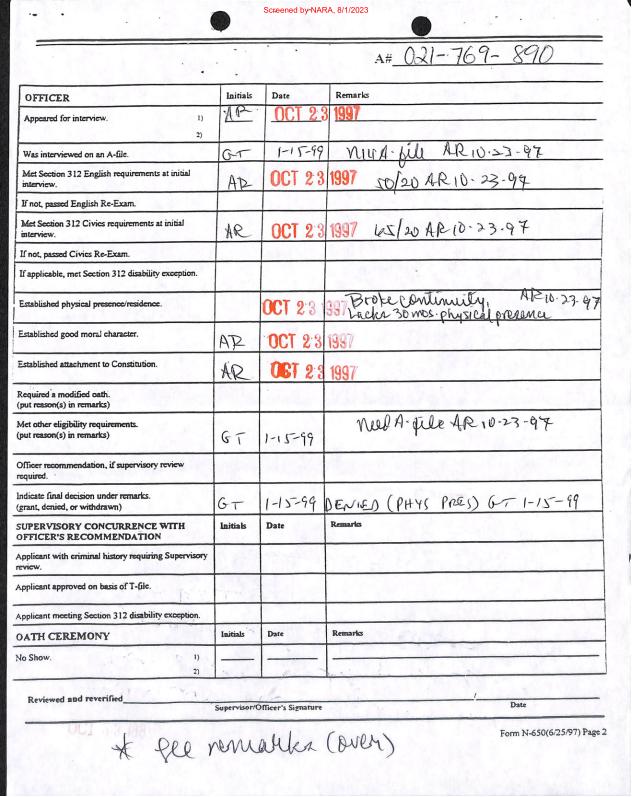 Screened by NARA, 8/1/2023
A# 021-769-890
OFFICER Initials Date Remarks
Appeared for interview. 1) AR OCT 23 1997
2)
Was interviewed on an A-file. GT 1-15-99 A-file AR 10-23-97
Met Section 312 English requirements at initial interview. AR OCT 23 1997 50/20 AR 10-23-97
If not, passed English Re-Exam.
Met Section 312 Civics requirements at initial interview. AR OCT 23 1997 65/20 AR 10-23-97
If not, passed Civics Re-Exam.
If applicable, met Section 312 disability exception.
Established physical presence/residence. OCT 23 1997 Broke continuity, AR 10-23-97
Lacks 30 mos. physical presence
Established good moral character. AR OCT 23 1997
Established attachment to Constitution. AR OCT 23 1997
Required a modified oath.
(put reason(s) in remarks)
Met other eligibility requirements.
(put reason(s) in remarks) GT 1-15-99 Need A-file AR 10-23-97
Officer recommendation, if supervisory review required.
Indicate final decision under remarks.
(grant, denied, or withdrawn) GT 1-15-99 DENIED (PHYS PRES) GT 1-15-99
SUPERVISORY CONCURRENCE WITH OFFICER'S RECOMMENDATION Initials Date Remarks
Applicant with criminal history requiring Supervisory review.
Applicant approved on basis of T-file.
Applicant meeting Section 312 disability exception.
OATH CEREMONY Initials Date Remarks
No Show. 1)
2)
Reviewed and reverified
Supervisor/Officer's Signature Date
Form N-650(6/25/97) Page 2
* See remarks (over)